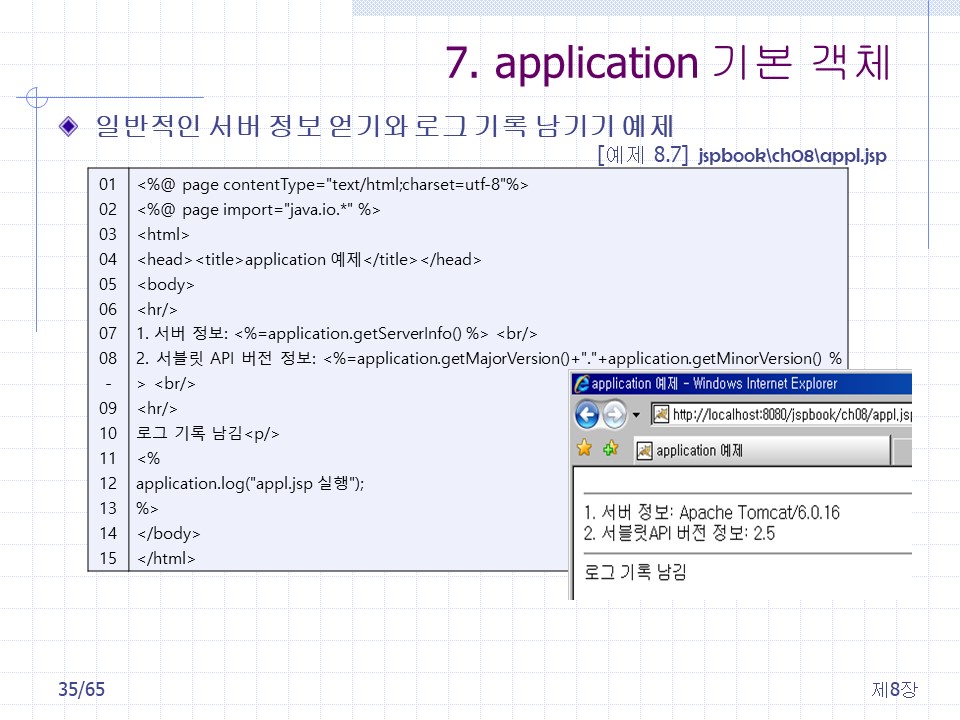 7. application 기본 객체
일반적인 서버 정보 얻기와 로그 기록 남기기 예제
[예제 8.7] jspbook\ch08\appl.jsp
01 <%@ page contentType="text/html;charset=utf-8"%>
02 <%@ page import="java.io.*" %>
03 <html>
04 <head><title>application 예제</title></head>
05 <body>
06 <hr/>
07 1. 서버 정보: <%=application.getServerInfo() %> <br/>
08 2. 서블릿 API 버전 정보: <%=application.getMajorVersion()+"."+application.getMinorVersion() %
- > <br/>
09 <hr/>
10 로그 기록 남김<p/>
11 <%
12 application.log("appl.jsp 실행");
13 %>
14 </body>
15 </html>
application 예제 - Windows Internet Explorer
http://localhost:8080/jspbook/ch08/appl.jsp
application 예제
1. 서버 정보: Apache Tomcat/6.0.16
2. 서블릿API 버전 정보: 2.5
로그 기록 남김
35/65
제8장